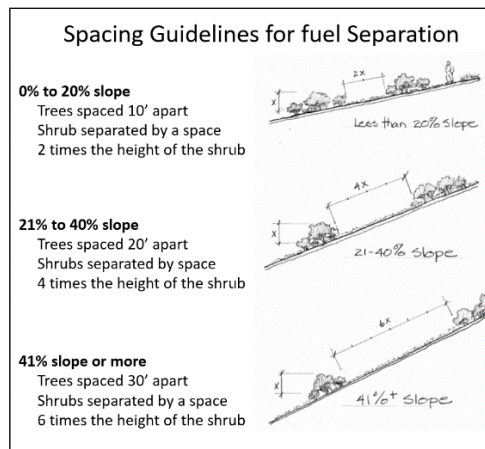 Spacing Guidelines for fuel Separation
0% to 20% slope
Trees spaced 10’ apart
Shrub separated by a space
2 times the height of the shrub
2x
x
Less than 20% Slope
21% to 40% slope
Trees spaced 20’ apart
Shrubs separated by space
4 times the height of the shrub
4x
x
21-40% Slope
41% slope or more
Trees spaced 30’ apart
Shrubs separated by a space
6 times the height of the shrub
6x
x
41%+ Slope